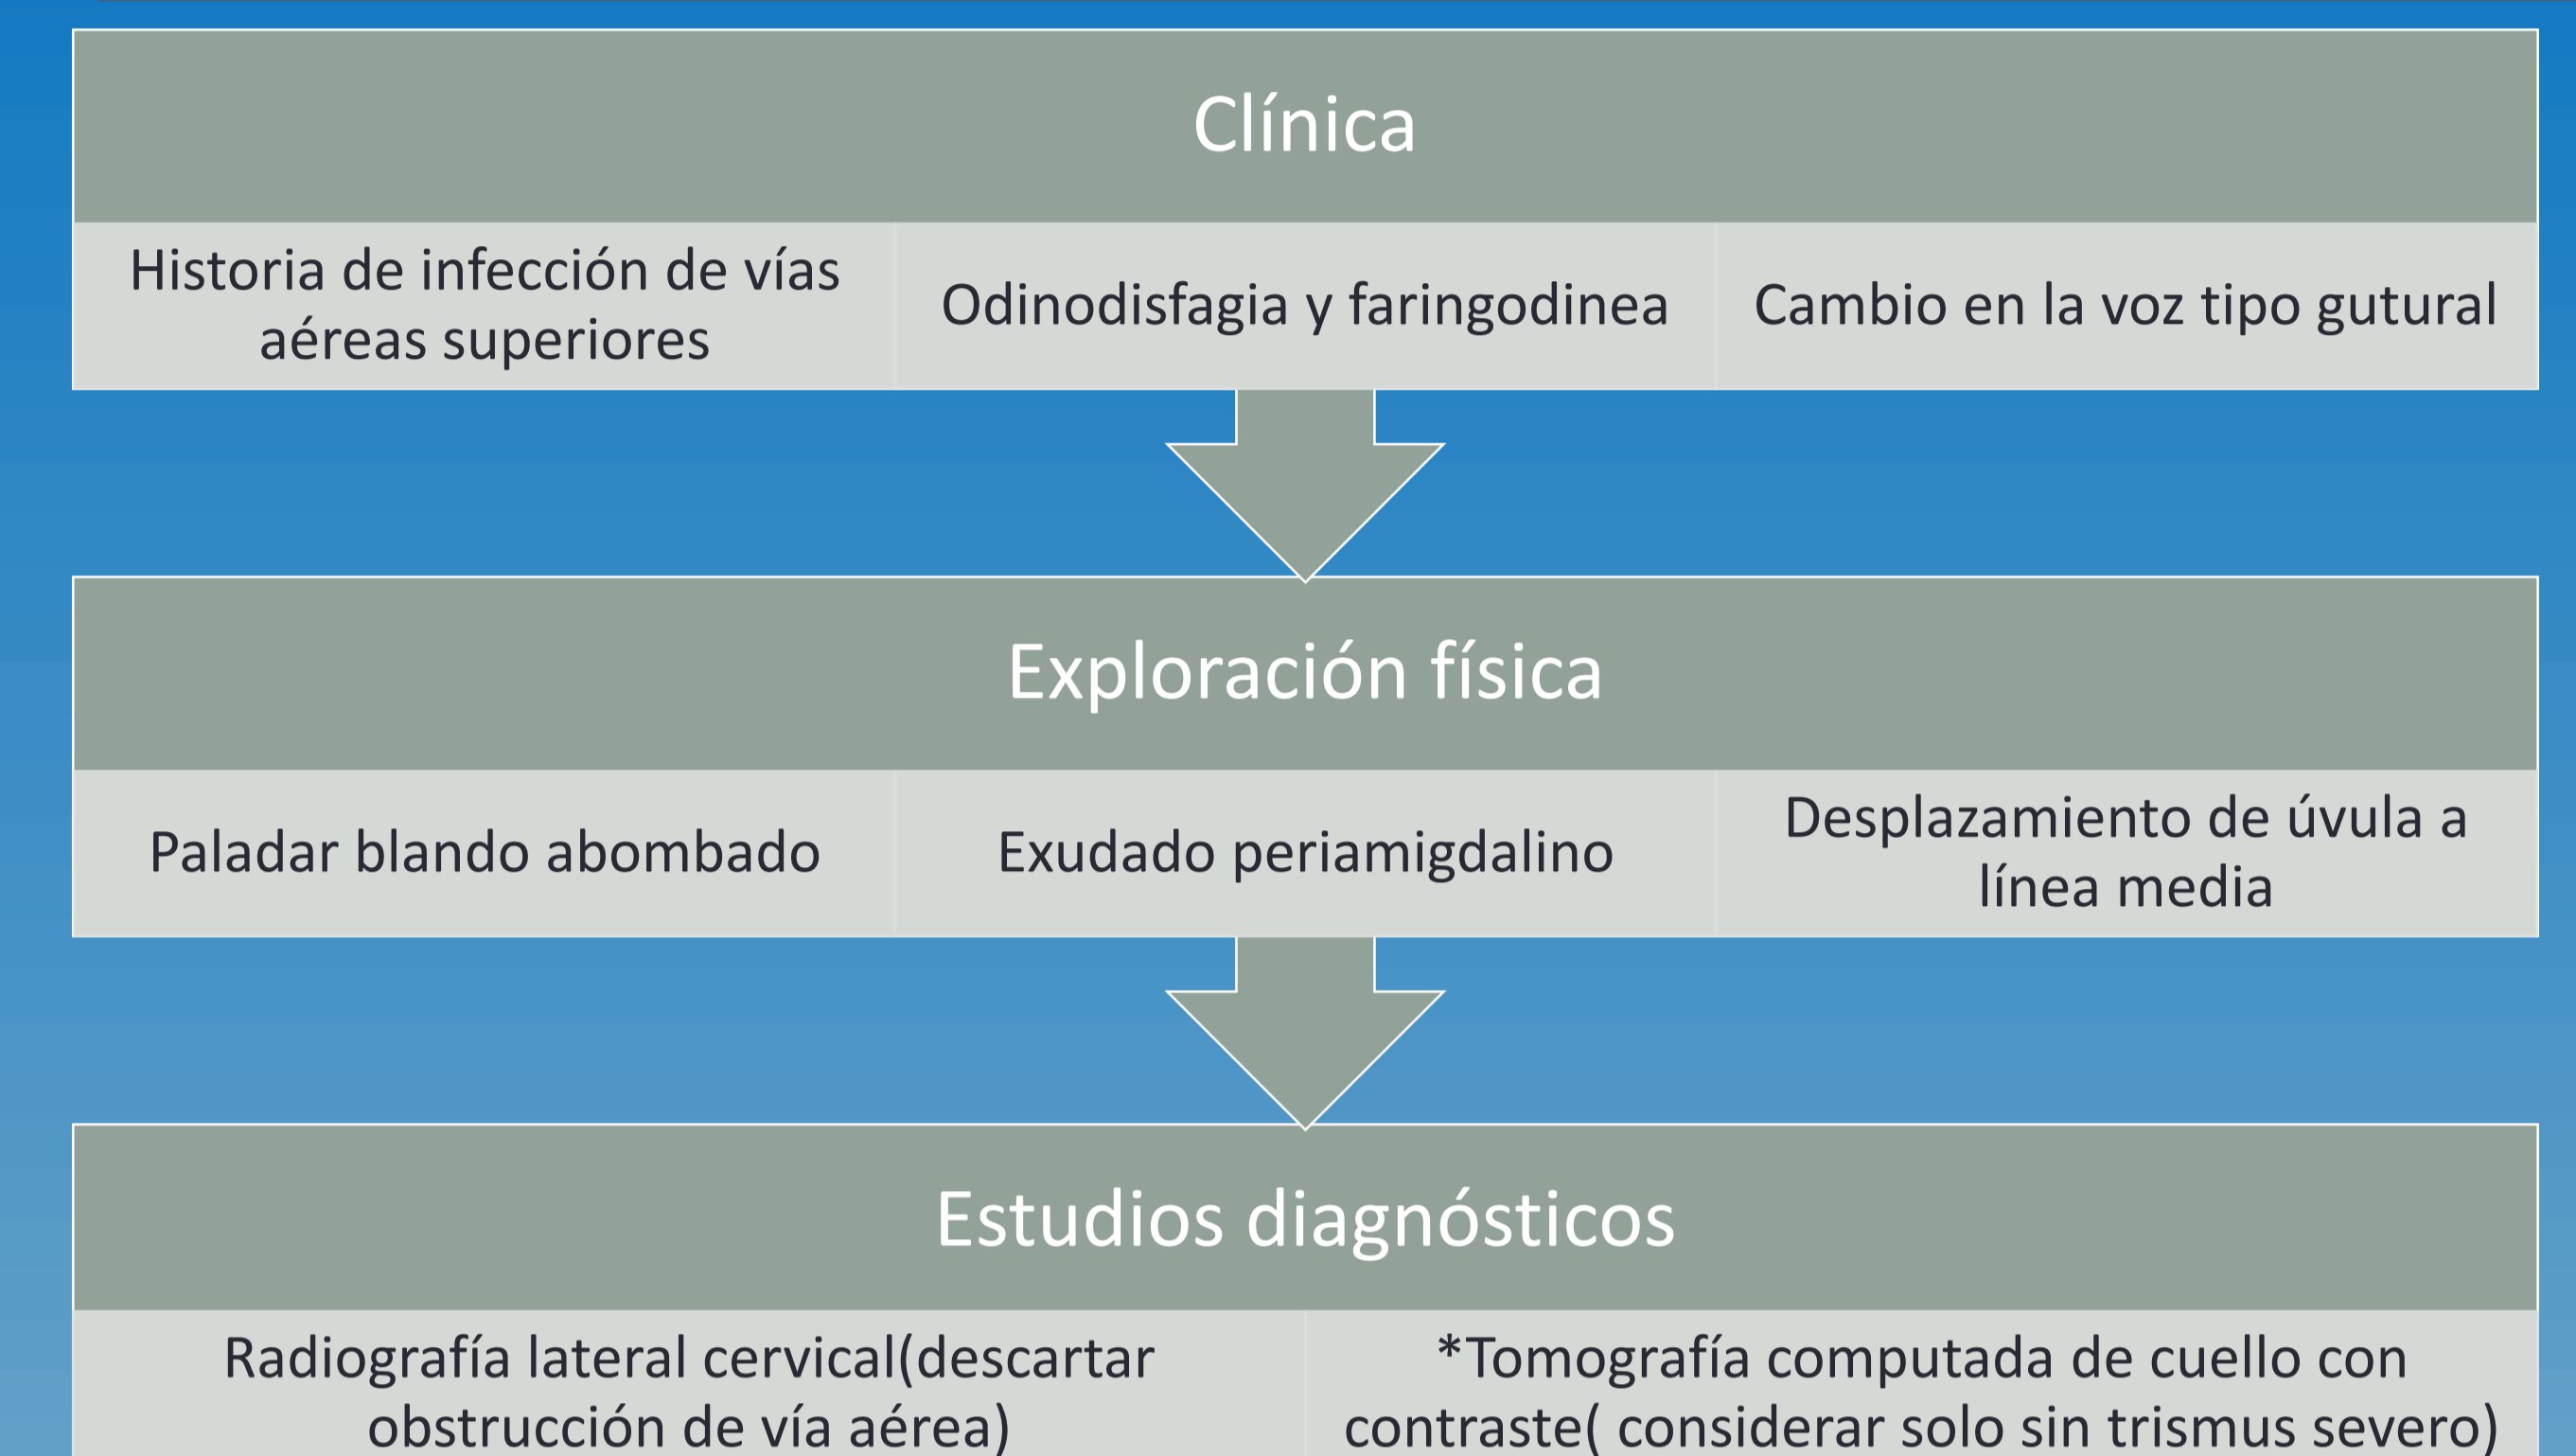 Clínica
Historia de infección de vías
aéreas superiores
Odinodisfagia y faringodinea
Cambio en la voz tipo gutural
Exploración física
Paladar blando abombado
Exudado periamigdalino
Desplazamiento de úvula a
línea media
Estudios diagnósticos
Radiografía lateral cervical(descartar
obstrucción de vía aérea)
*Tomografía computada de cuello con
contraste( considerar solo sin trismus severo)